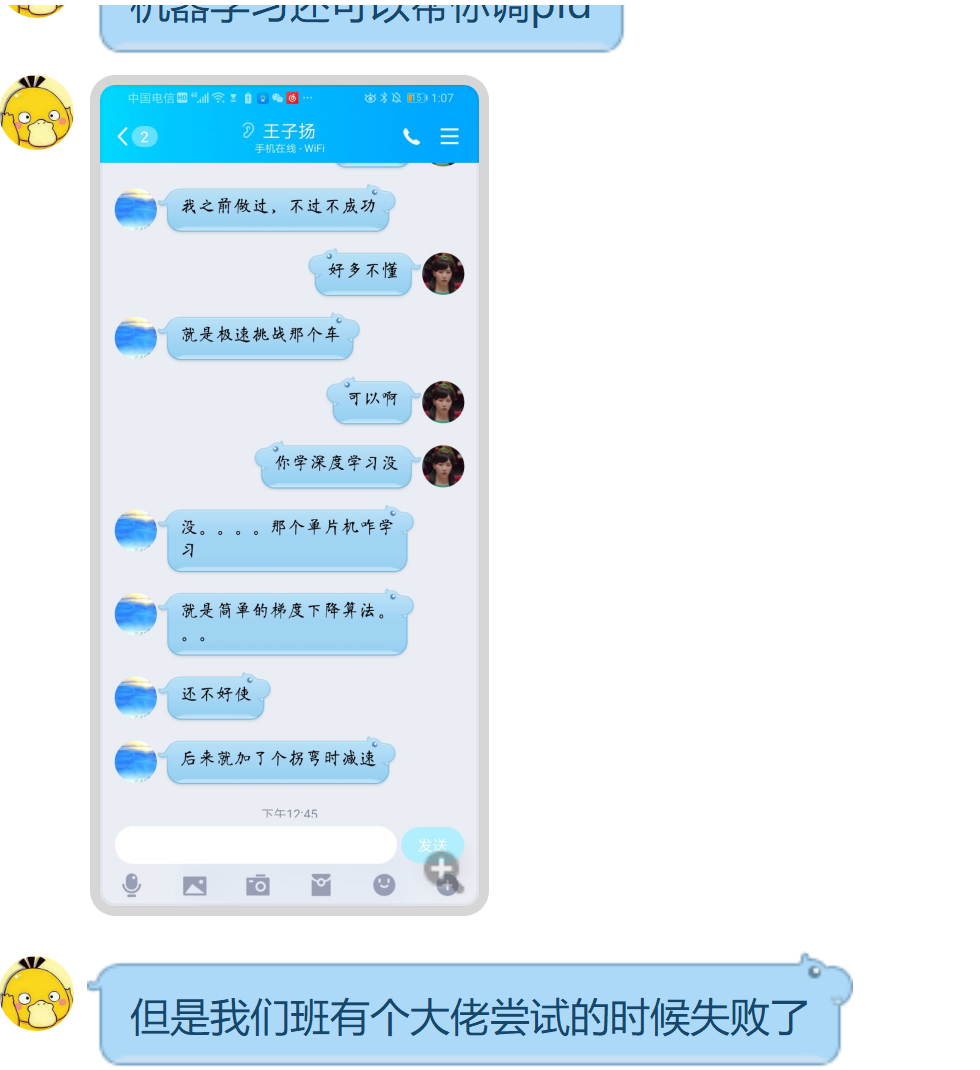 机器学习还可以帮你调pid
中国电信 HD 4G 51 1:07
2
王子扬
手机在线 - WiFi
我之前做过，不过不成功
好多不懂
就是极速挑战那个车
可以啊
你学深度学习没
没。。。。那个单片机咋学
习
就是简单的梯度下降算法。
。。
还不好使
后来就加了个拐弯时减速
下午12:45
发送
但是我们班有个大佬尝试的时候失败了